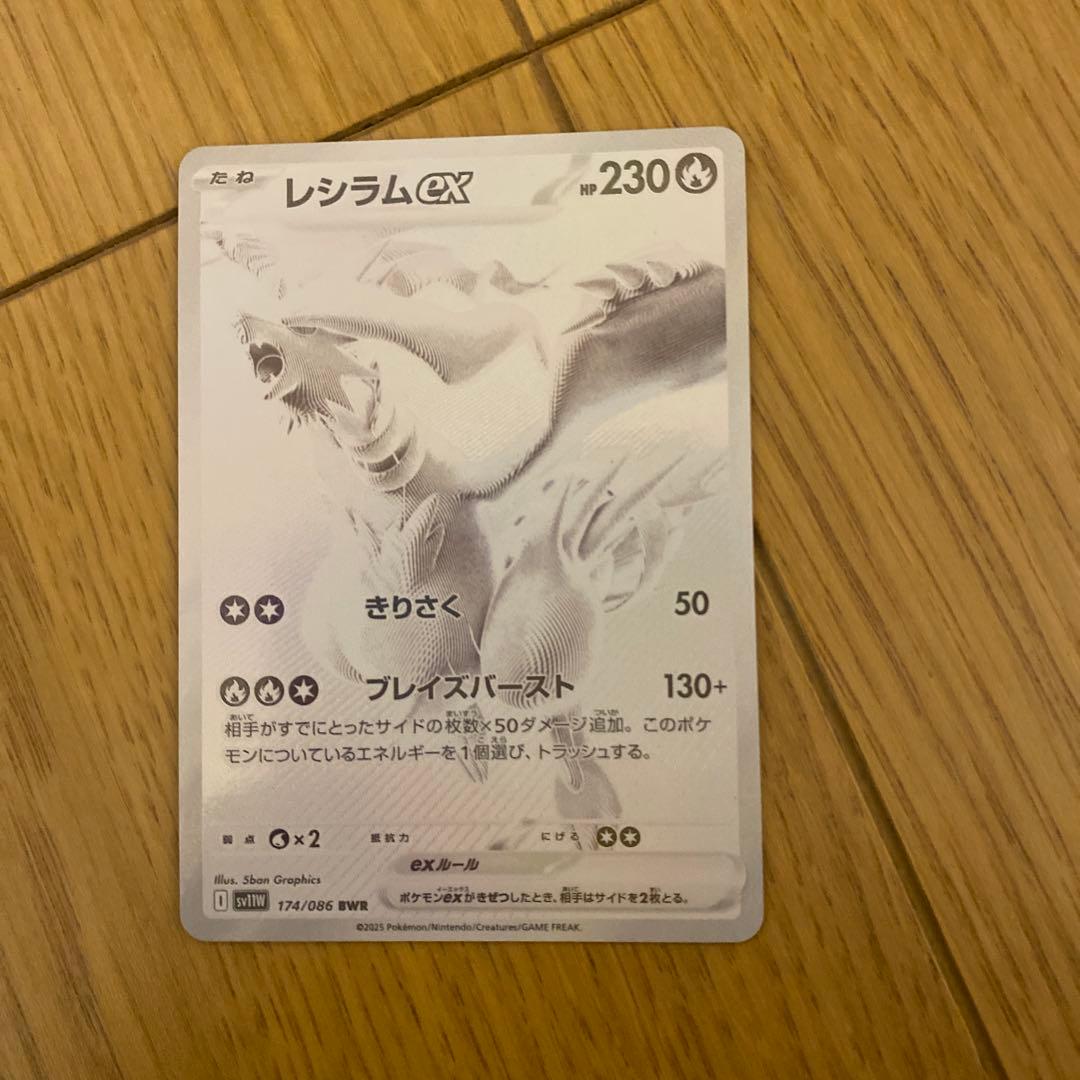 たね レシラムex HP 230
きりさく 50
ブレイズバースト 130+
相手がすでにとったサイドの枚数×50ダメージ追加。このポケ
モンについているエネルギーを1個選び、トラッシュする。
弱点 ×2 抵抗力 にげる
exルール
ポケモンexがきぜつしたとき、相手はサイドを2枚とる。
Illus. 5ban Graphics
I sv11W 174/086 BWR
©2025 Pokémon/Nintendo/Creatures/GAME FREAK.